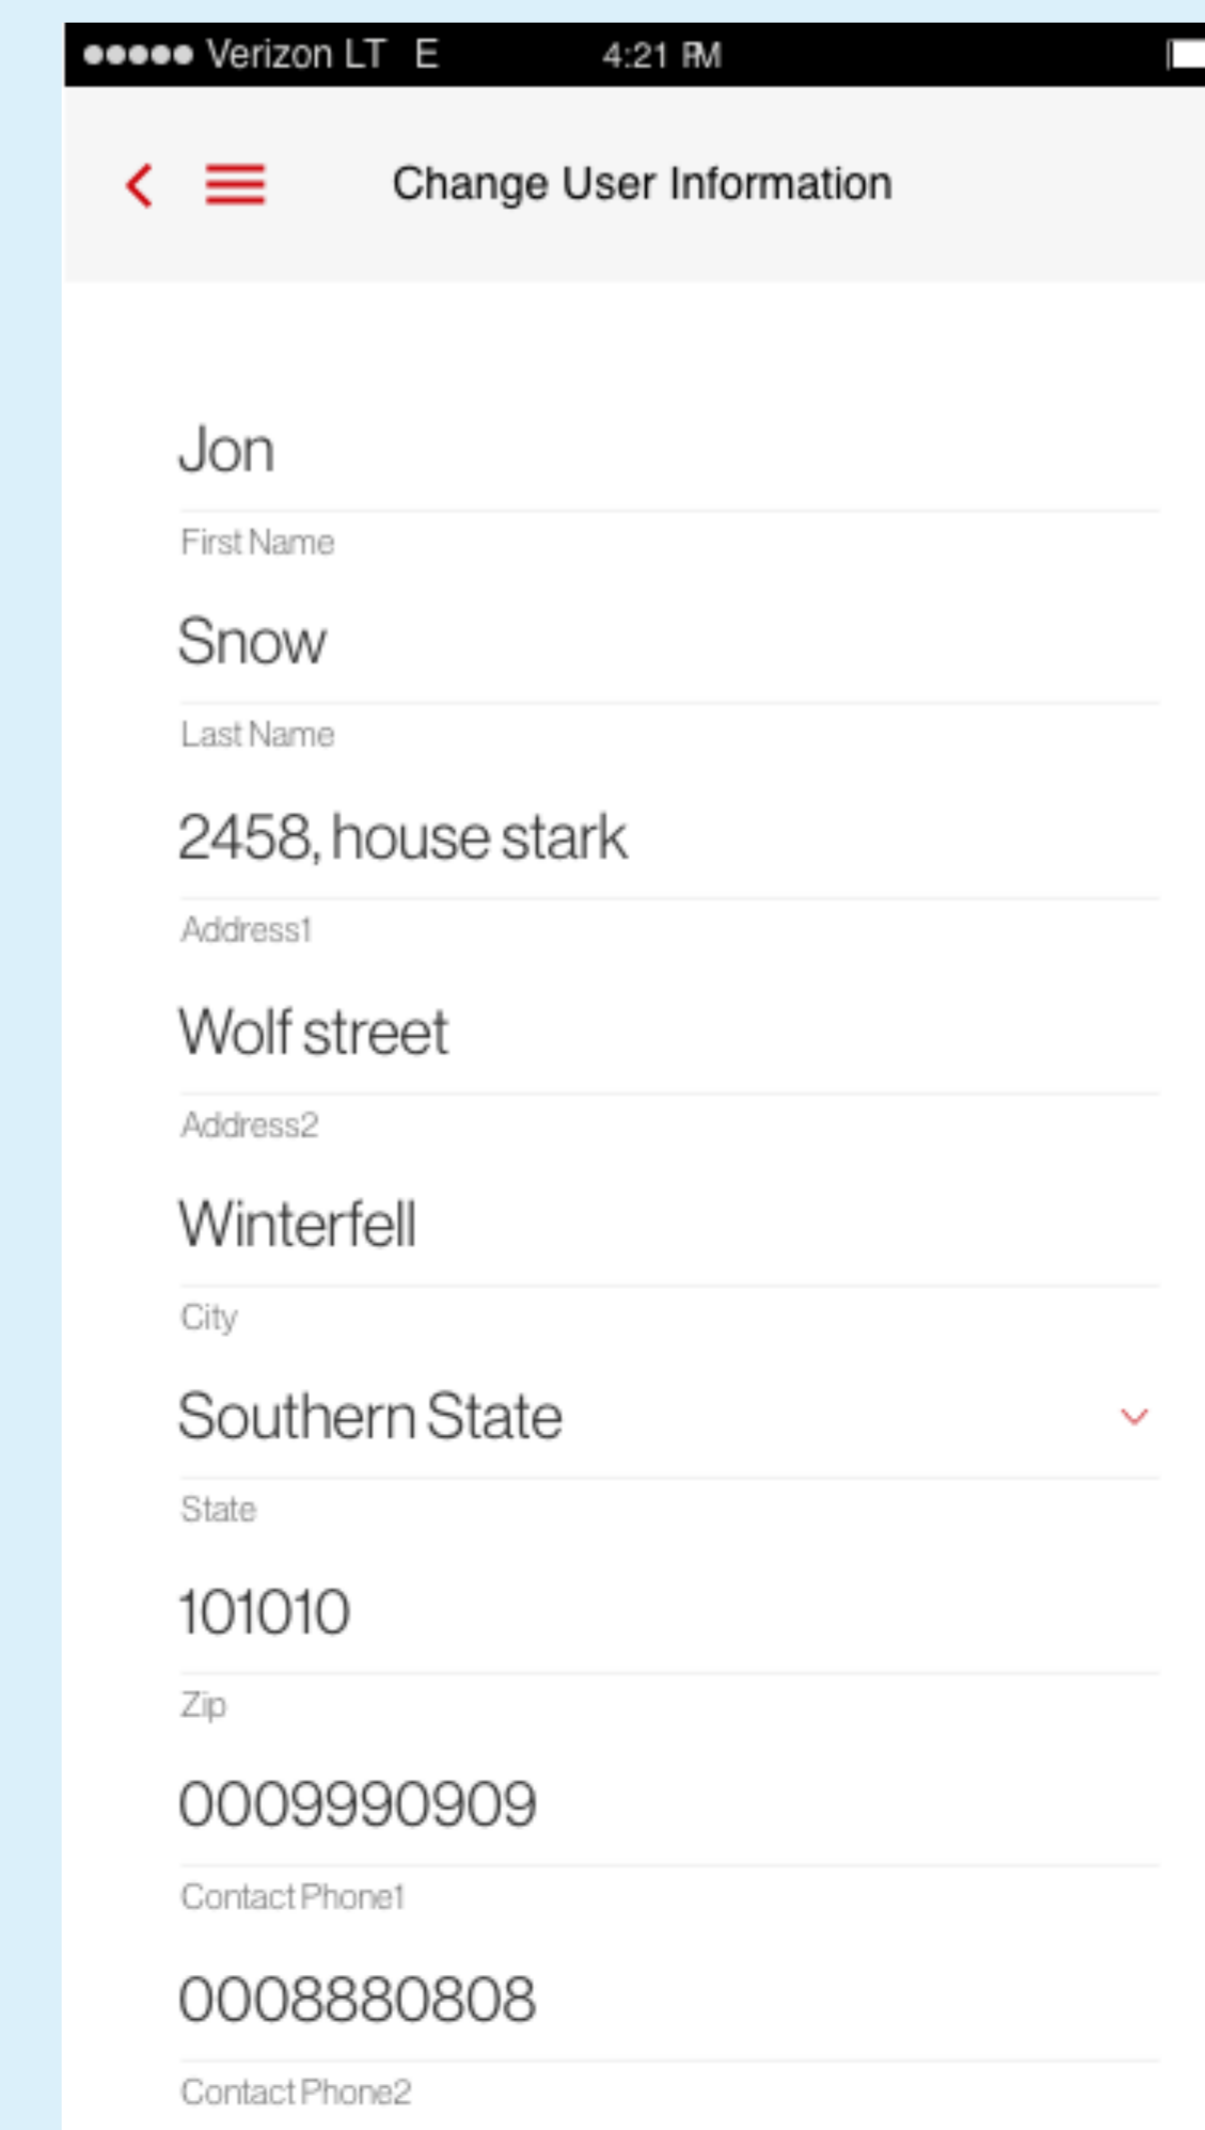 Verizon LT E 4:21 PM
Change User Information
Jon
First Name
Snow
Last Name
2458, house stark
Address1
Wolf street
Address2
Winterfell
City
Southern State
State
101010
Zip
0009990909
Contact Phone1
0008880808
Contact Phone2